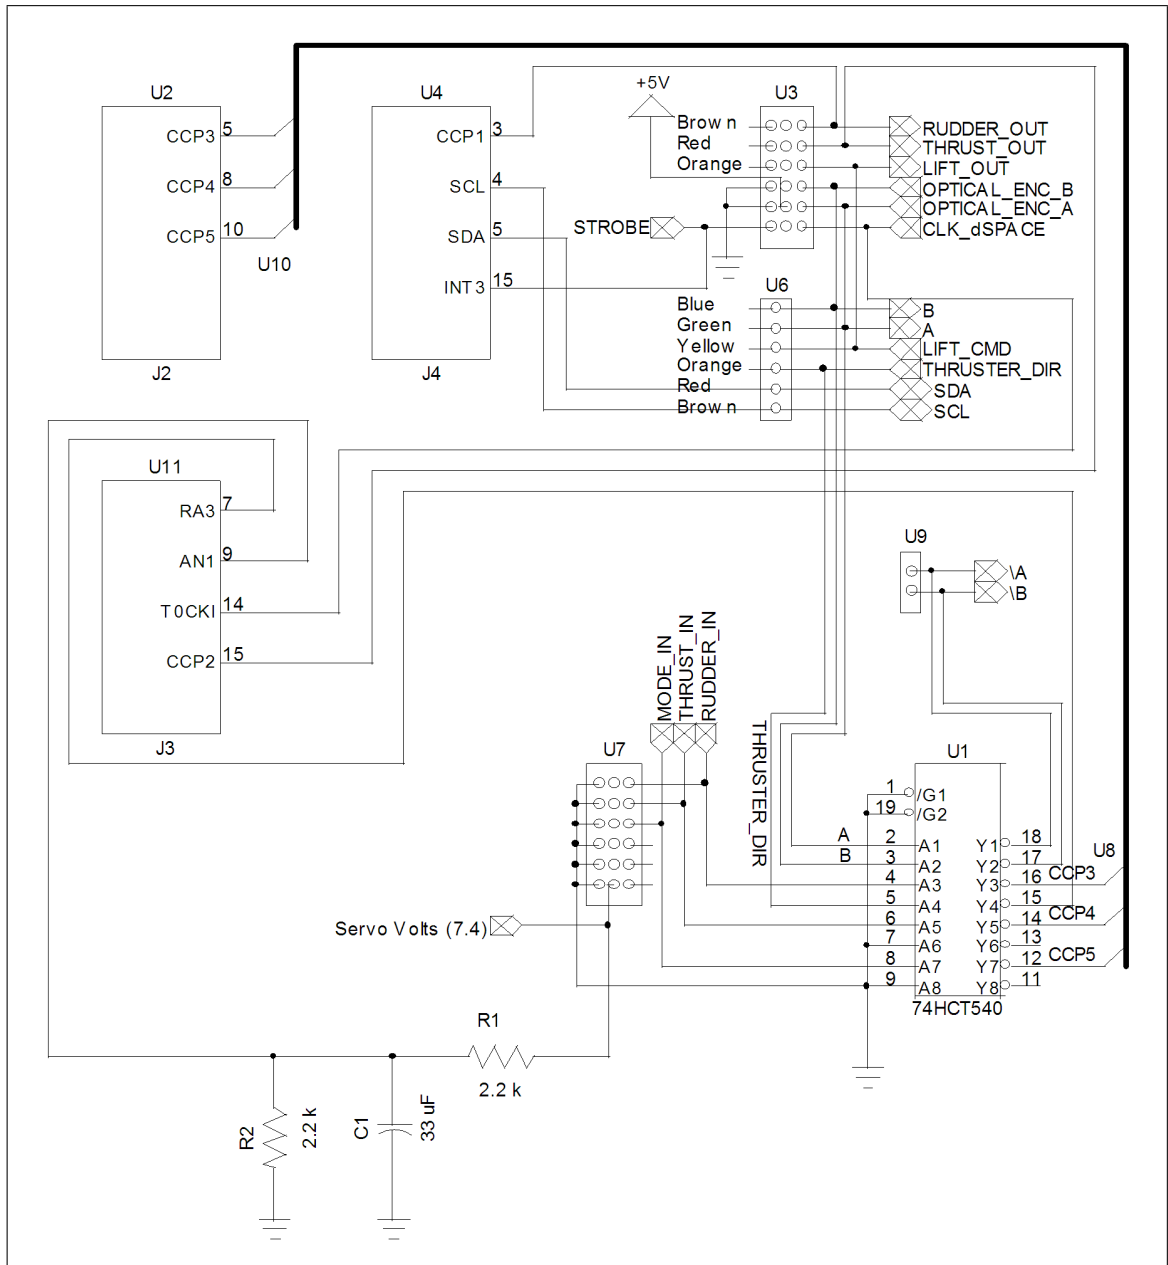 +5V
U2
U4
U3
CCP3
5
CCP1
3
Brown
RUDDER_OUT
Red
THRUST_OUT
Orange
LIFT_OUT
CCP4
8
SCL
4
OPTICAL_ENC_B
OPTICAL_ENC_A
STROBE
CLK_dSPACE
CCP5
10
SDA
5
U10
INT3
15
U6
Blue
B
Green
A
Yellow
LIFT_CMD
Orange
THRUSTER_DIR
Red
SDA
Brown
SCL
J2
J4
U11
RA3
7
AN1
9
T0CKI
14
CCP2
15
J3
U9
\A
\B
MODE_IN
THRUST_IN
RUDDER_IN
THRUSTER_DIR
U7
U1
1
/G1
19
/G2
A
2
A1
Y1
18
B
3
A2
Y2
17
U8
4
A3
Y3
16
CCP3
5
A4
Y4
15
6
A5
Y5
14
CCP4
7
A6
Y6
13
8
A7
Y7
12
CCP5
9
A8
Y8
11
74HCT540
Servo Volts (7.4)
R1
2.2 k
R2
2.2 k
C1
33 uF